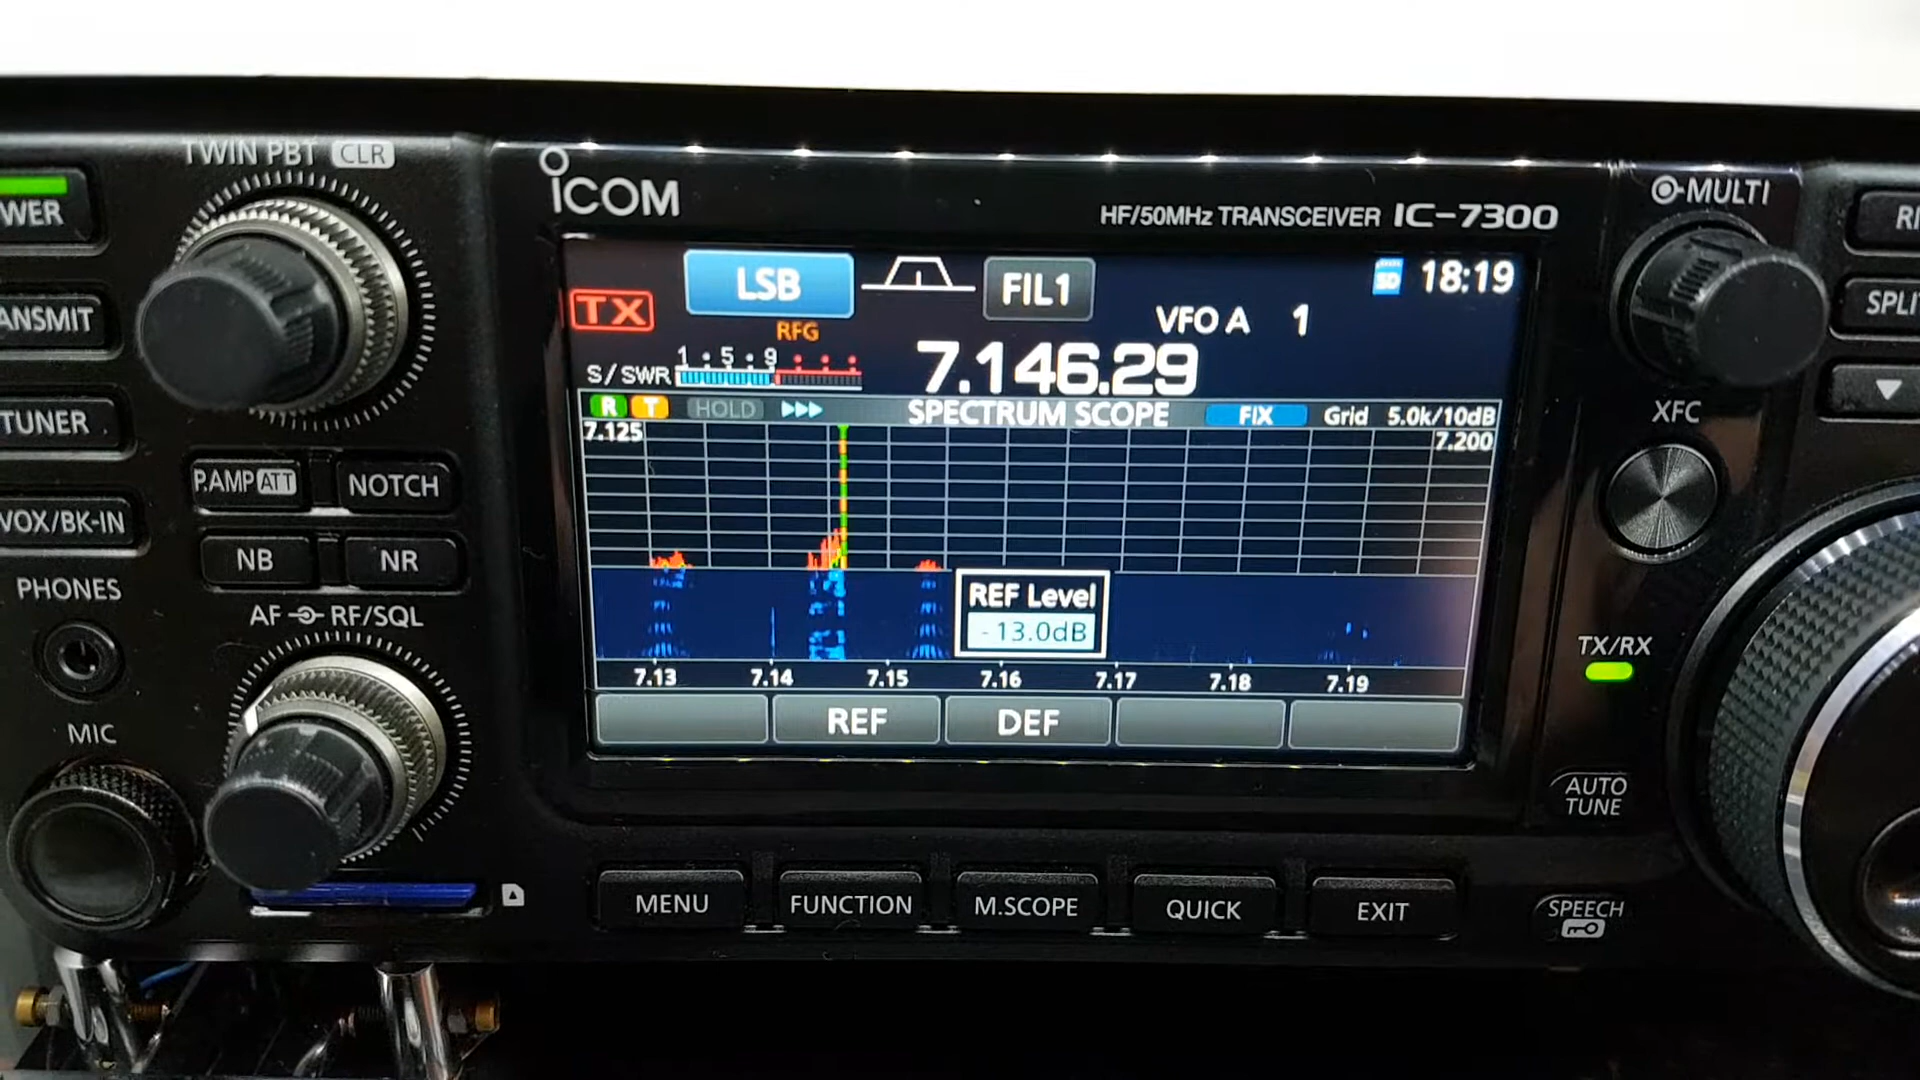 TWIN PBT CLR
ICOM
HF/50MHz TRANSCEIVER IC-7300
MULTI
WER
LSB
FIL1
SD 18:19
RI
TX
RFG
VFO A 1
ANSMIT
SPLI
1 · 5 · 9
S/SWR
7.146.29
TUNER
R T HOLD
SPECTRUM SCOPE
FIX
Grid 5.0k/10dB
XFC
7.125
7.200
P.AMP ATT
NOTCH
VOX/BK-IN
NB
NR
PHONES
REF Level
-13.0dB
AF RF/SQL
TX/RX
7.13 7.14 7.15 7.16 7.17 7.18 7.19
REF
DEF
MIC
AUTO
TUNE
MENU
FUNCTION
M.SCOPE
QUICK
EXIT
SPEECH